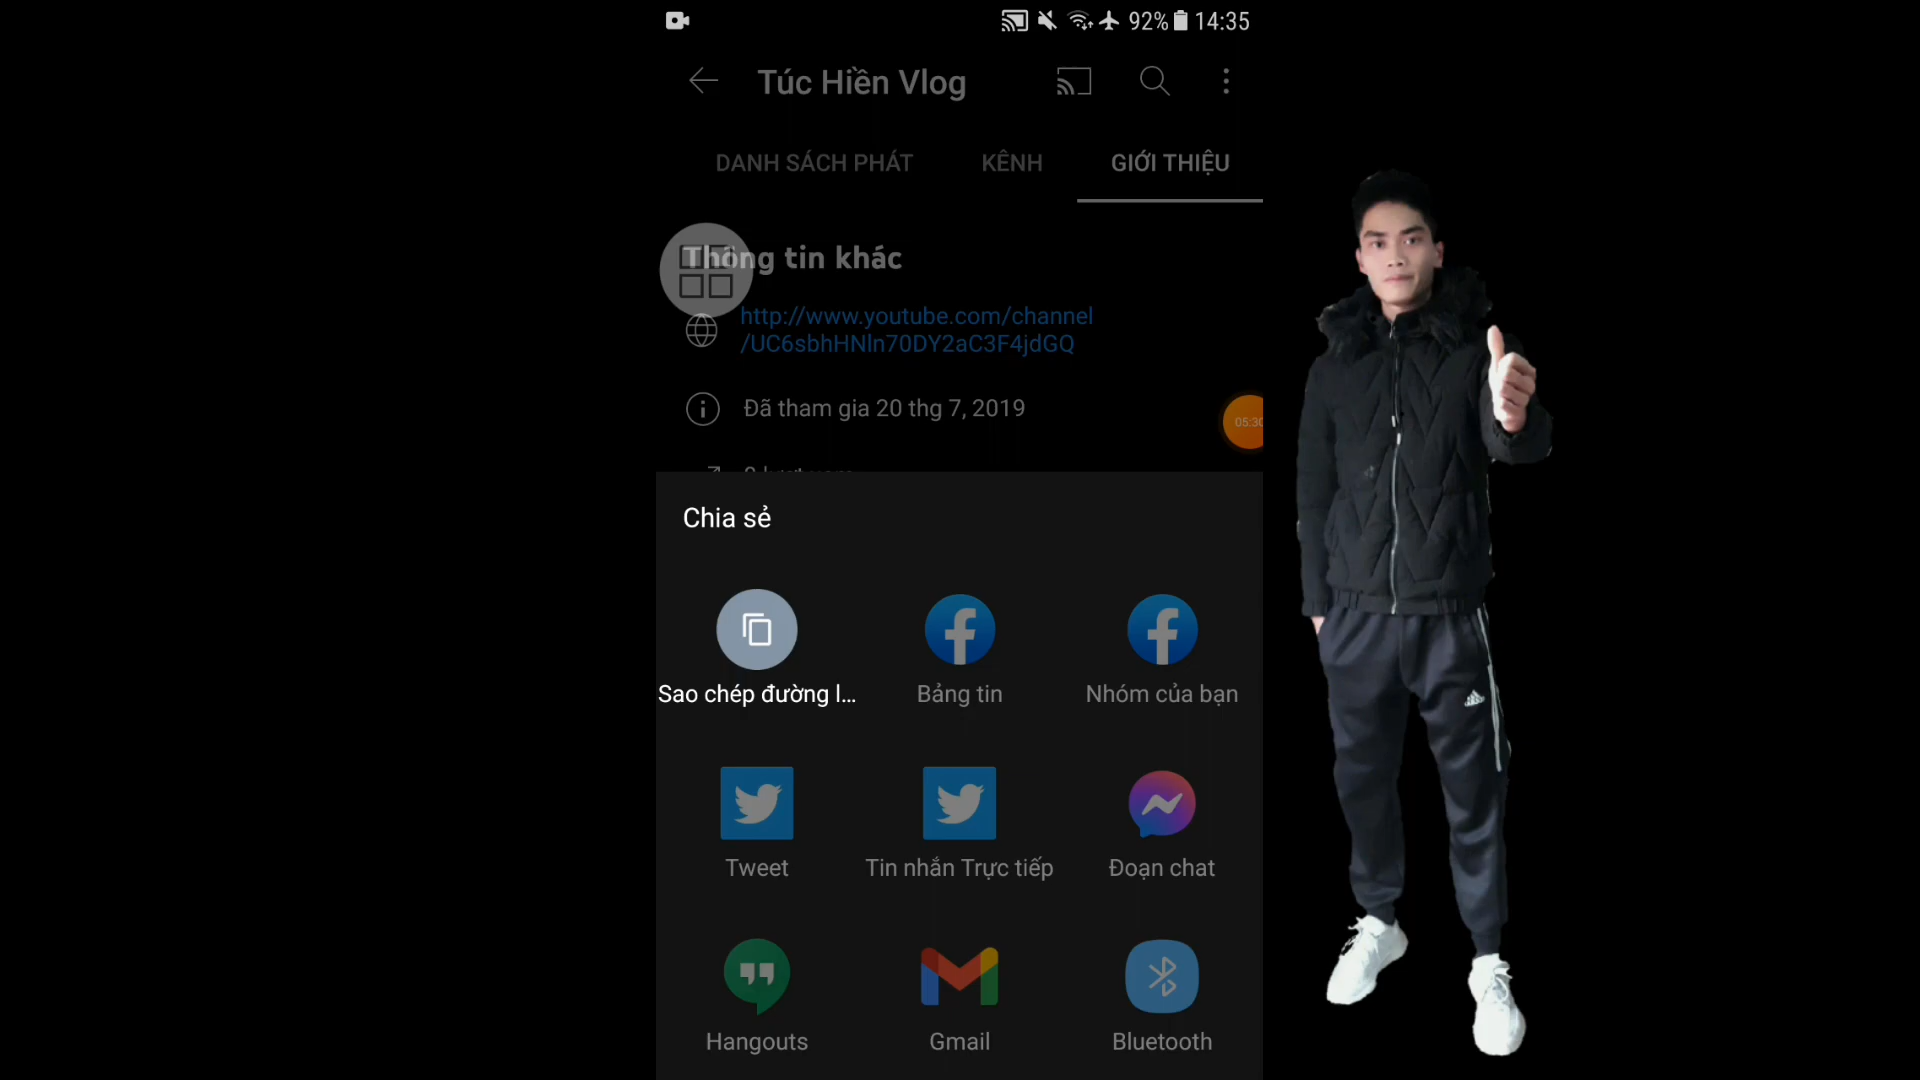 92% 14:35
Túc Hiền Vlog
DANH SÁCH PHÁT KÊNH GIỚI THIỆU
Thông tin khác
http://www.youtube.com/channel
/UC6sbhHNln70DY2aC3F4jdGQ
Đã tham gia 20 thg 7, 2019
05:30
Chia sẻ
Sao chép đường l...
Bảng tin
Nhóm của bạn
Tweet
Tin nhắn Trực tiếp
Đoạn chat
Hangouts
Gmail
Bluetooth